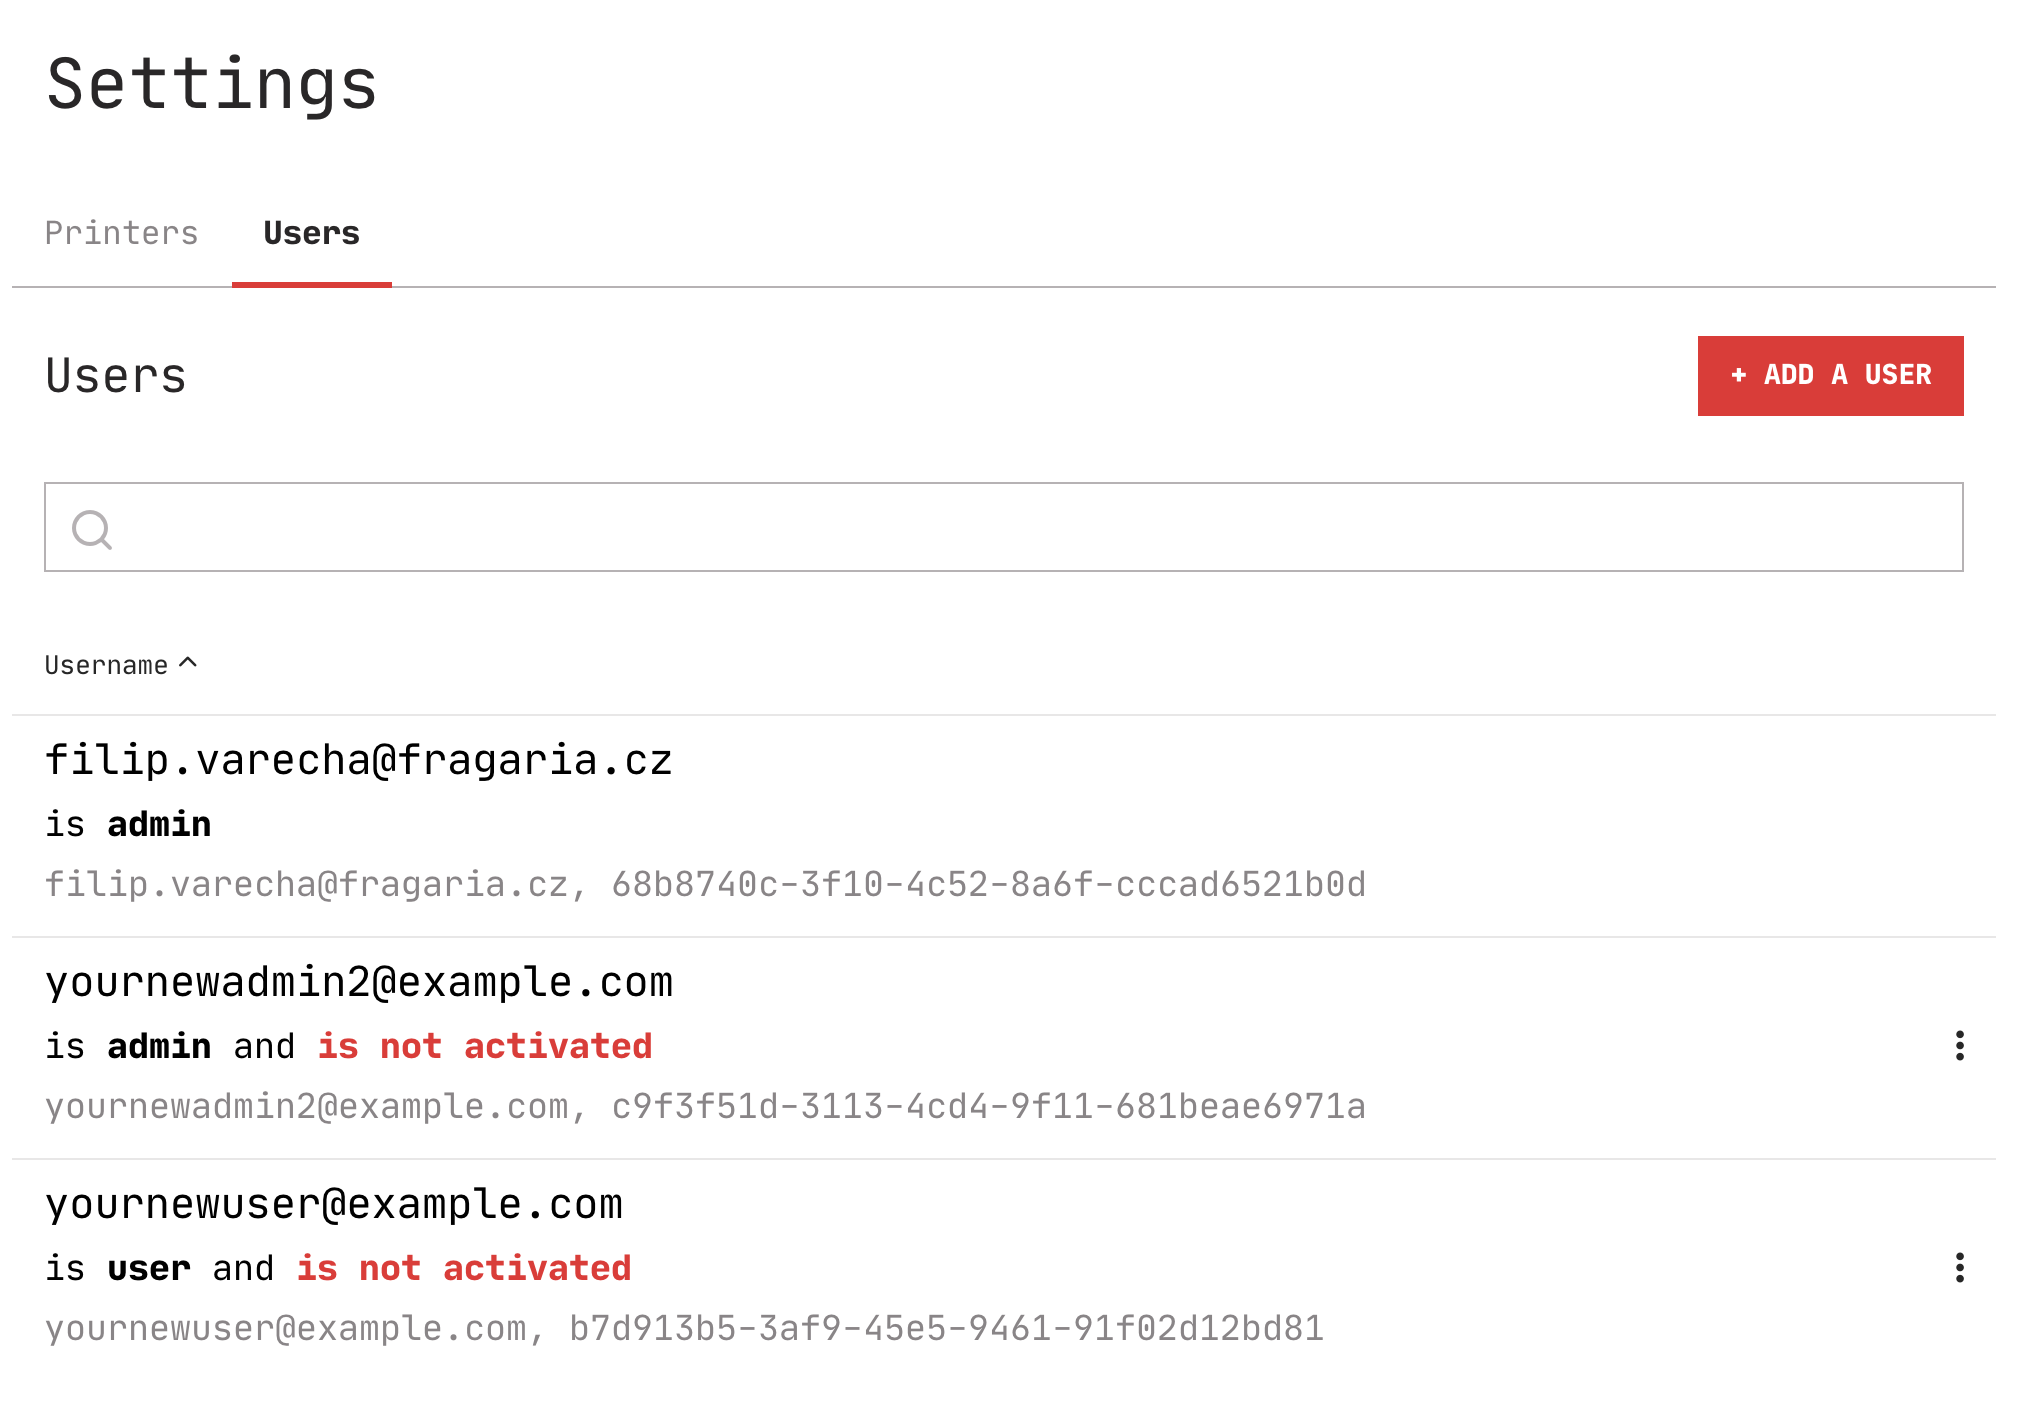 Settings
Printers Users
Users
+ ADD A USER
Username
filip.varecha@fragaria.cz
is admin
filip.varecha@fragaria.cz, 68b8740c-3f10-4c52-8a6f-cccad6521b0d
yournewadmin2@example.com
is admin and is not activated
yournewadmin2@example.com, c9f3f51d-3113-4cd4-9f11-681beae6971a
yournewuser@example.com
is user and is not activated
yournewuser@example.com, b7d913b5-3af9-45e5-9461-91f02d12bd81